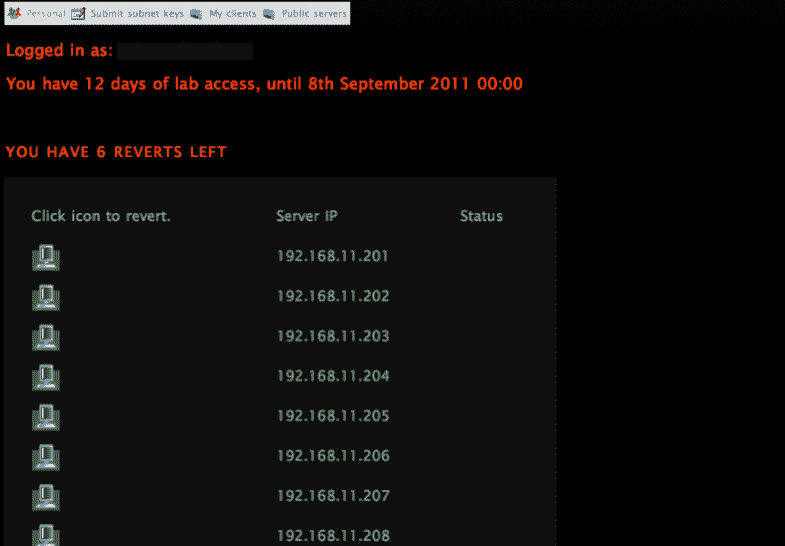 Personal Submit subnet keys My clients Public servers
Logged in as:
You have 12 days of lab access, until 8th September 2011 00:00
YOU HAVE 6 REVERTS LEFT
Click icon to revert. Server IP Status
192.168.11.201
192.168.11.202
192.168.11.203
192.168.11.204
192.168.11.205
192.168.11.206
192.168.11.207
192.168.11.208